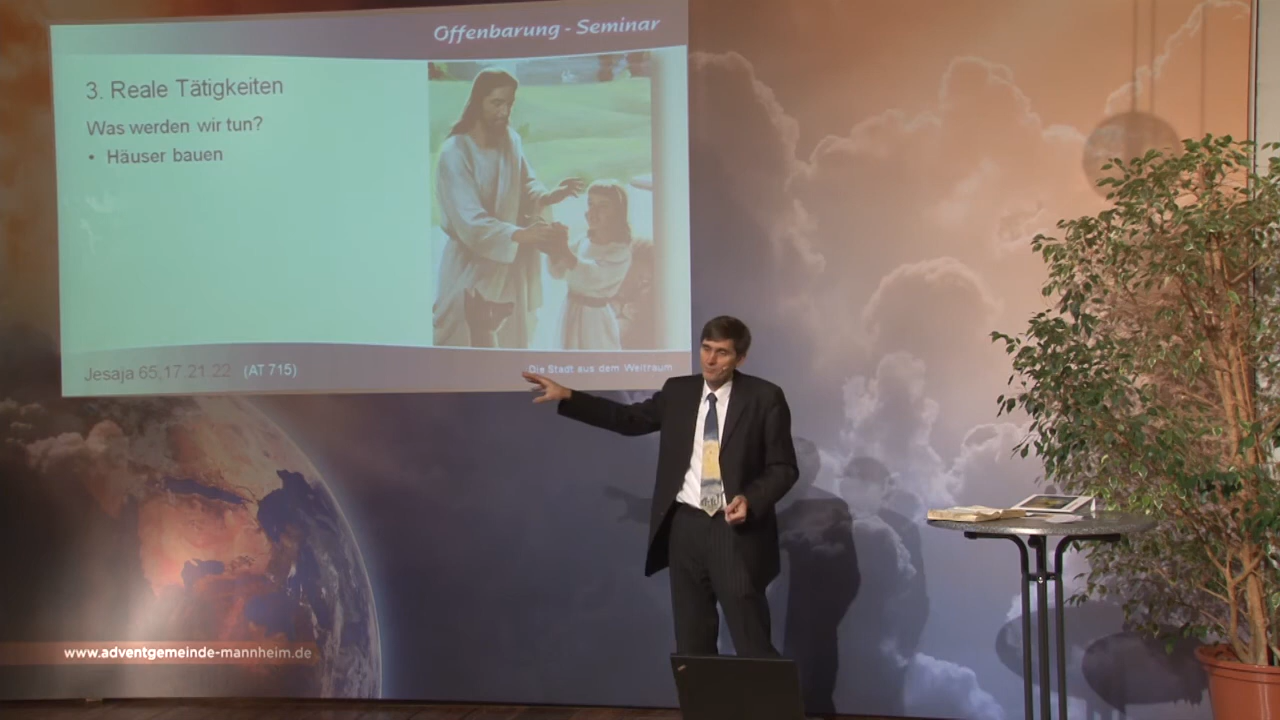 Offenbarung - Seminar
3. Reale Tätigkeiten
Was werden wir tun?
• Häuser bauen
Jesaja 65,17.21.22 (AT 715)
Die Stadt aus dem Weltraum
www.adventgemeinde-mannheim.de